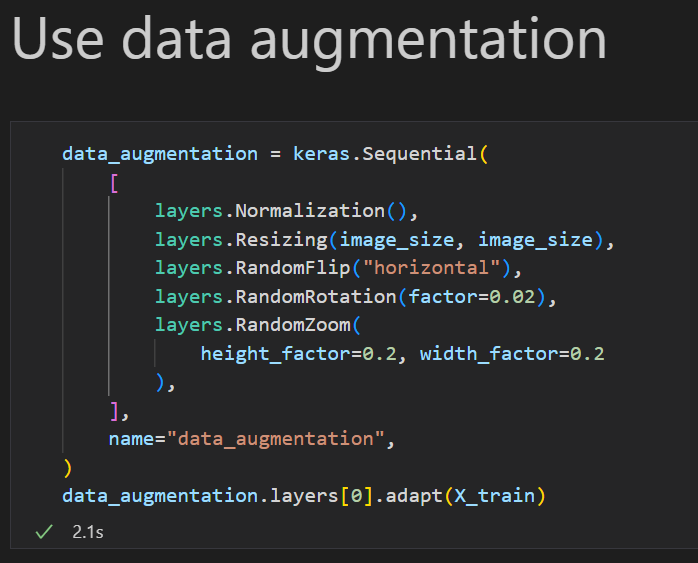 Use data augmentation
data_augmentation = keras.Sequential(
[
layers.Normalization(),
layers.Resizing(image_size, image_size),
layers.RandomFlip("horizontal"),
layers.RandomRotation(factor=0.02),
layers.RandomZoom(
height_factor=0.2, width_factor=0.2
),
],
name="data_augmentation",
)
data_augmentation.layers[0].adapt(X_train)
2.1s